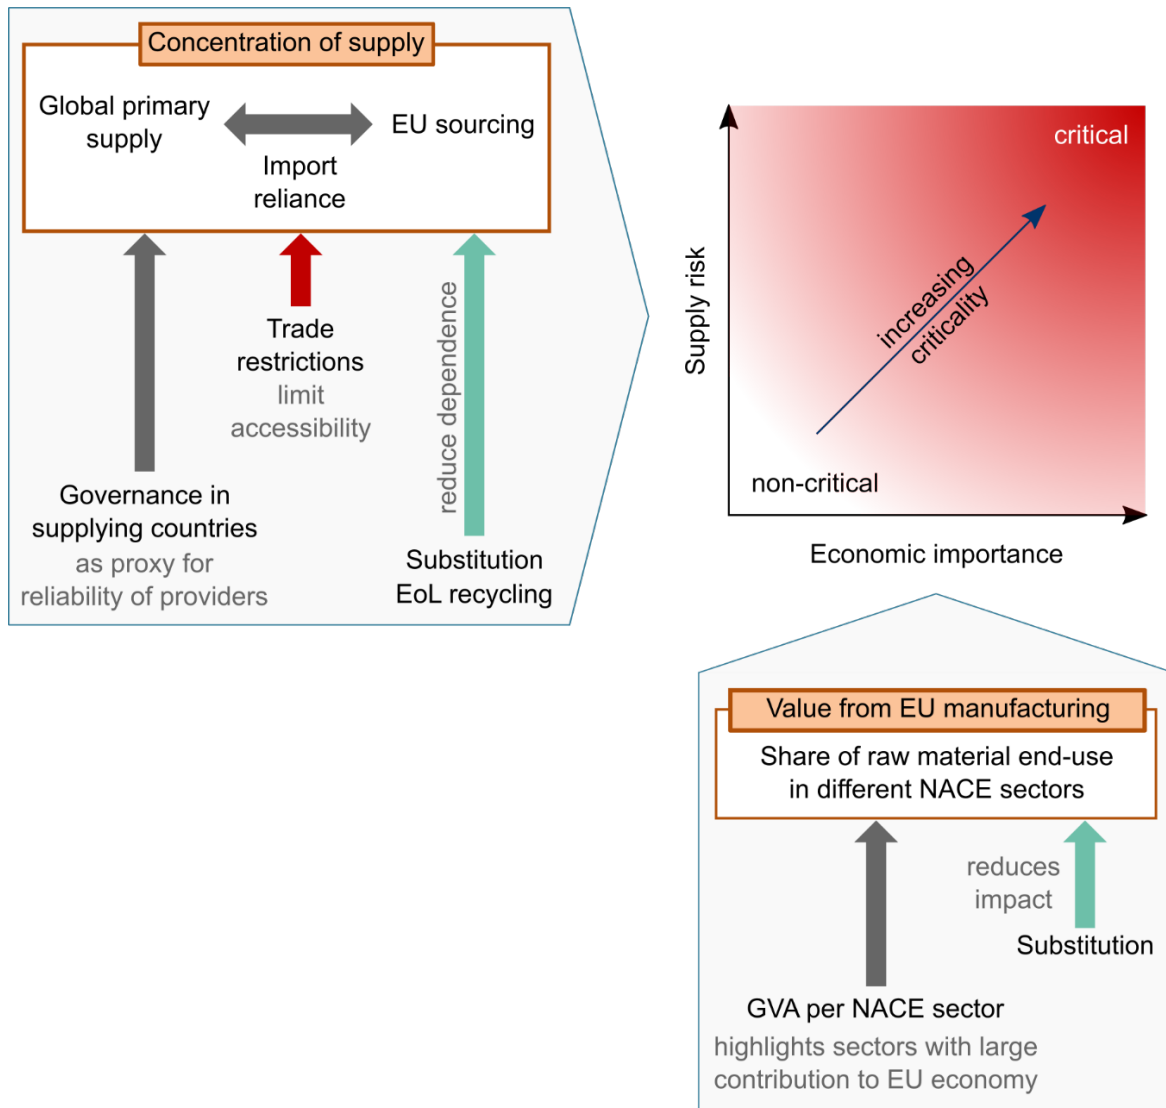 Concentration of supply
Global primary
supply
EU sourcing
Import
reliance
Trade
restrictions
limit
accessibility
reduce dependence
Governance in
supplying countries
as proxy for
reliability of providers
Substitution
EoL recycling
critical
Supply risk
increasing
criticality
non-critical
Economic importance
Value from EU manufacturing
Share of raw material end-use
in different NACE sectors
reduces
impact
Substitution
GVA per NACE sector
highlights sectors with large
contribution to EU economy